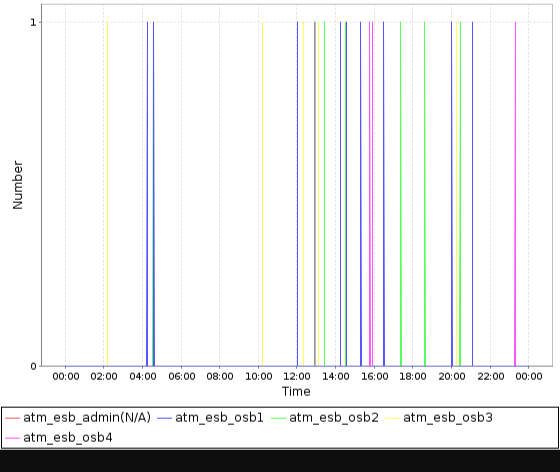 1
Number
0
00:00 02:00 04:00 06:00 08:00 10:00 12:00 14:00 16:00 18:00 20:00 22:00 00:00
Time
atm_esb_admin(N/A) atm_esb_osb1 atm_esb_osb2 atm_esb_osb3
atm_esb_osb4